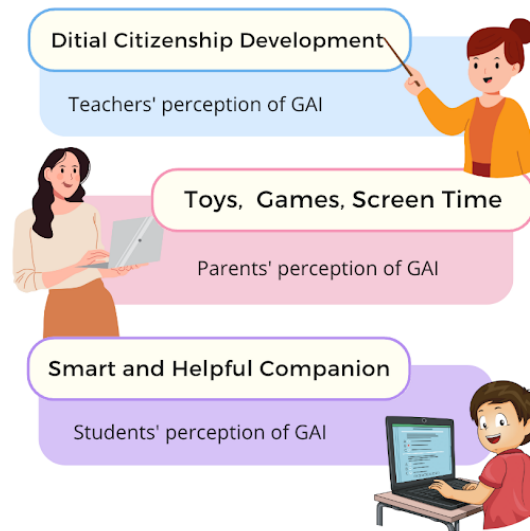 Ditial Citizenship Development
Teachers' perception of GAI
Toys, Games, Screen Time
Parents' perception of GAI
Smart and Helpful Companion
Students' perception of GAI